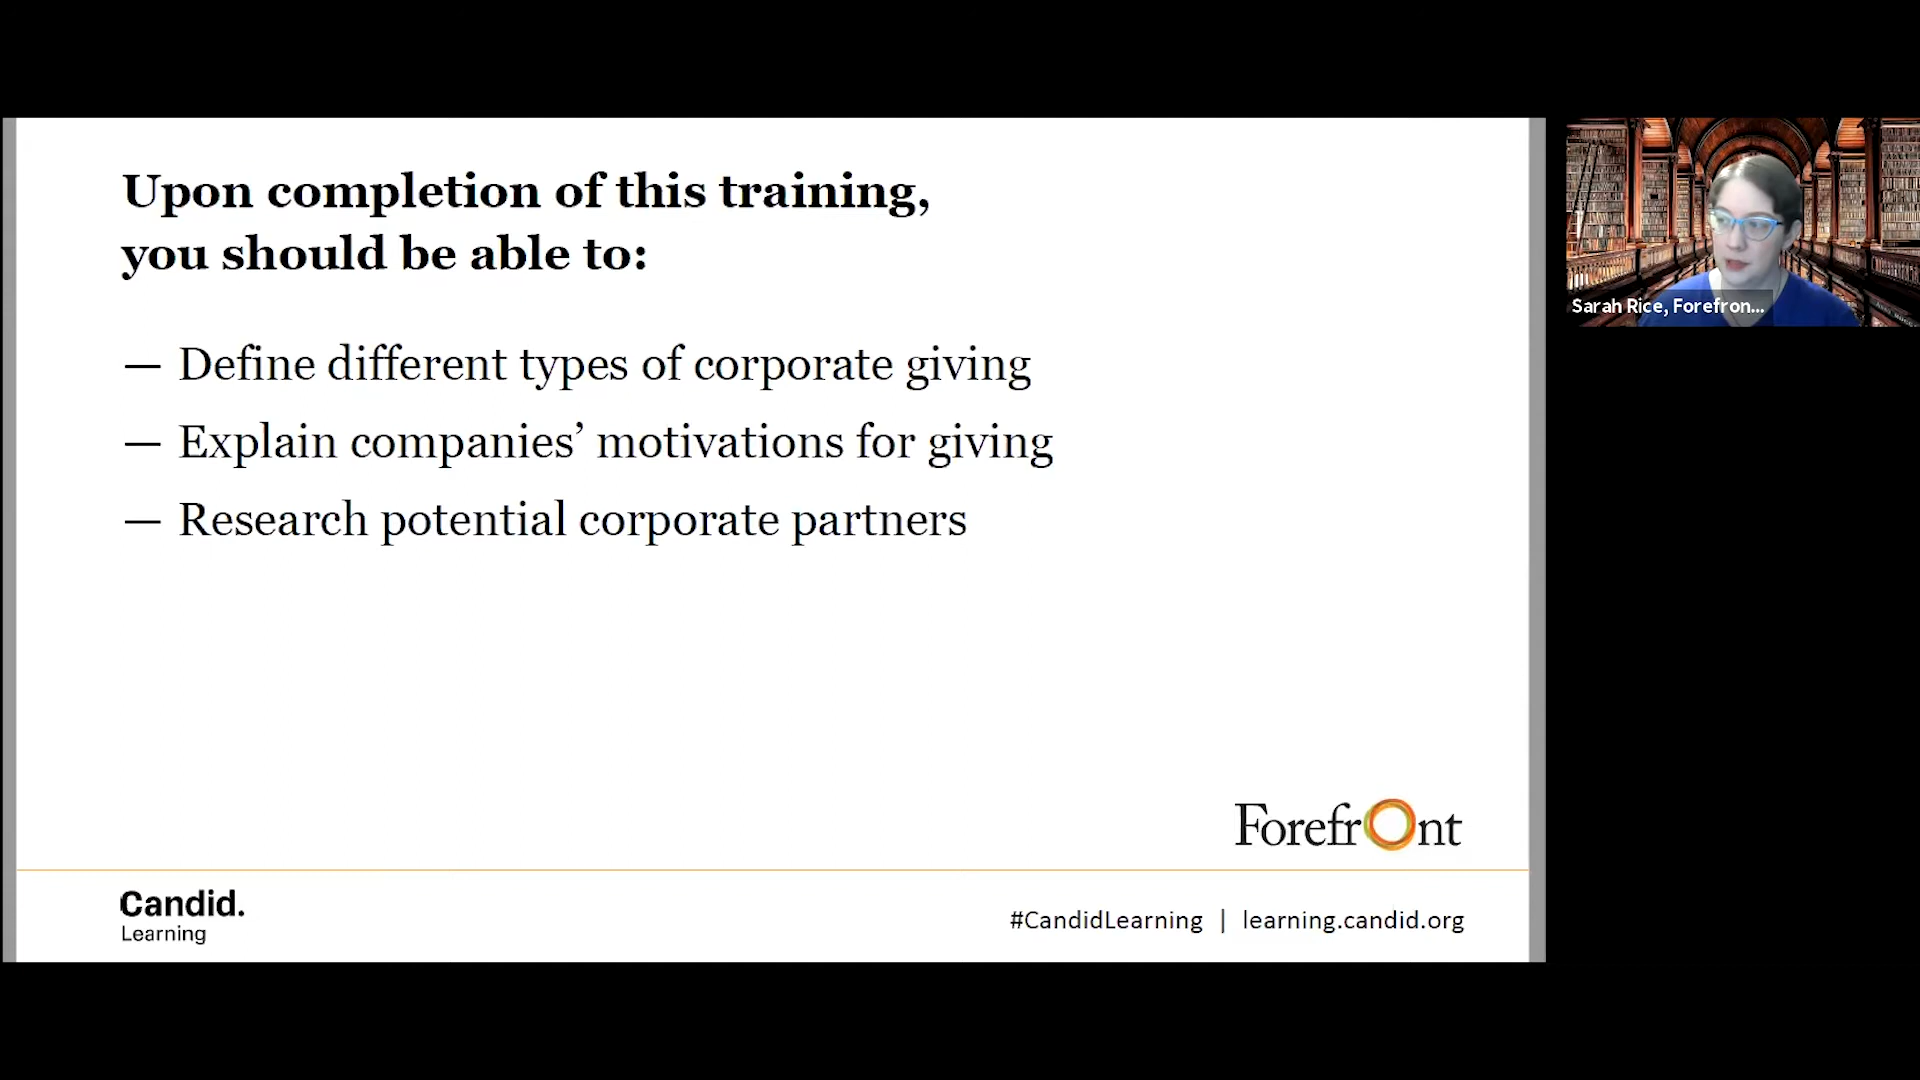 Upon completion of this training,
you should be able to:
— Define different types of corporate giving
— Explain companies’ motivations for giving
— Research potential corporate partners
Forefront
Candid.
Learning
#CandidLearning | learning.candid.org
Sarah Rice, Forefron...